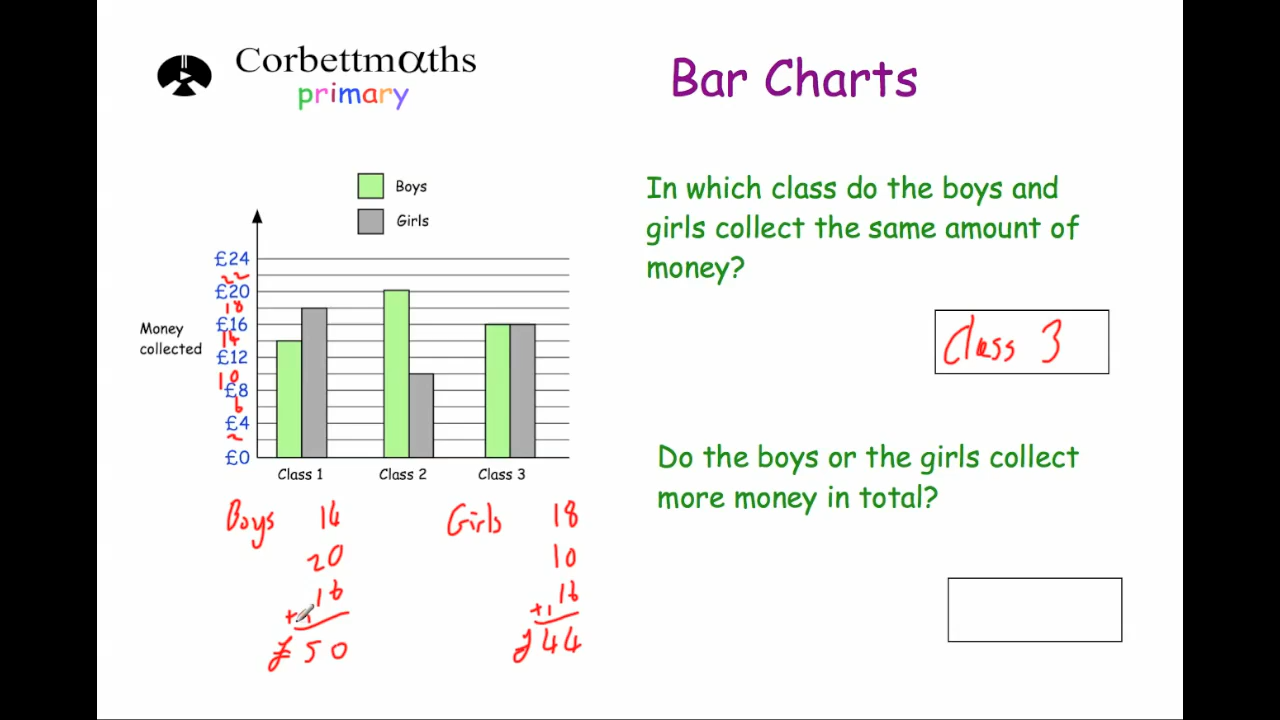 Corbettmαths
primary
Bar Charts
Boys
Girls
£24
22
£20
18
£16
14
£12
10
£8
6
£4
2
£0
Money
collected
Class 1
Class 2
Class 3
Boys 14
20
+ 16
1
£50
Girls 18
10
+ 16
1
£44
In which class do the boys and
girls collect the same amount of
money?
Class 3
Do the boys or the girls collect
more money in total?